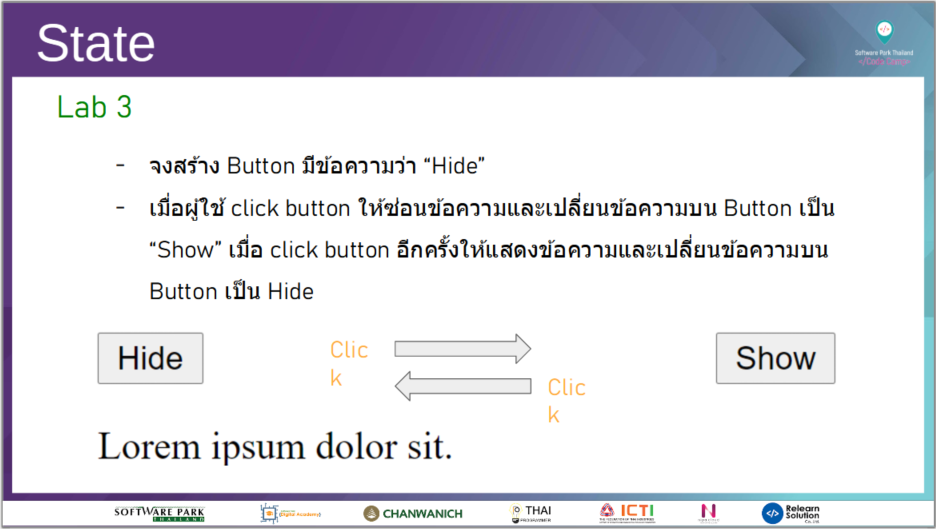 State
Software Park Thailand
Lab 3
- จงสร้าง Button มีข้อความว่า “Hide”
- เมื่อผู้ใช้ click button ให้ซ่อนข้อความและเปลี่ยนข้อความบน Button เป็น
“Show” เมื่อ click button อีกครั้งให้แสดงข้อความและเปลี่ยนข้อความบน
Button เป็น Hide
Hide
Clic
k
Clic
k
Show
Lorem ipsum dolor sit.
SOFTWARE PARK
THAILAND
Digital Academy
CHANWANICH
THAI
PROGRAMMER
ICTI
Relearn
Solution
Co., Ltd.